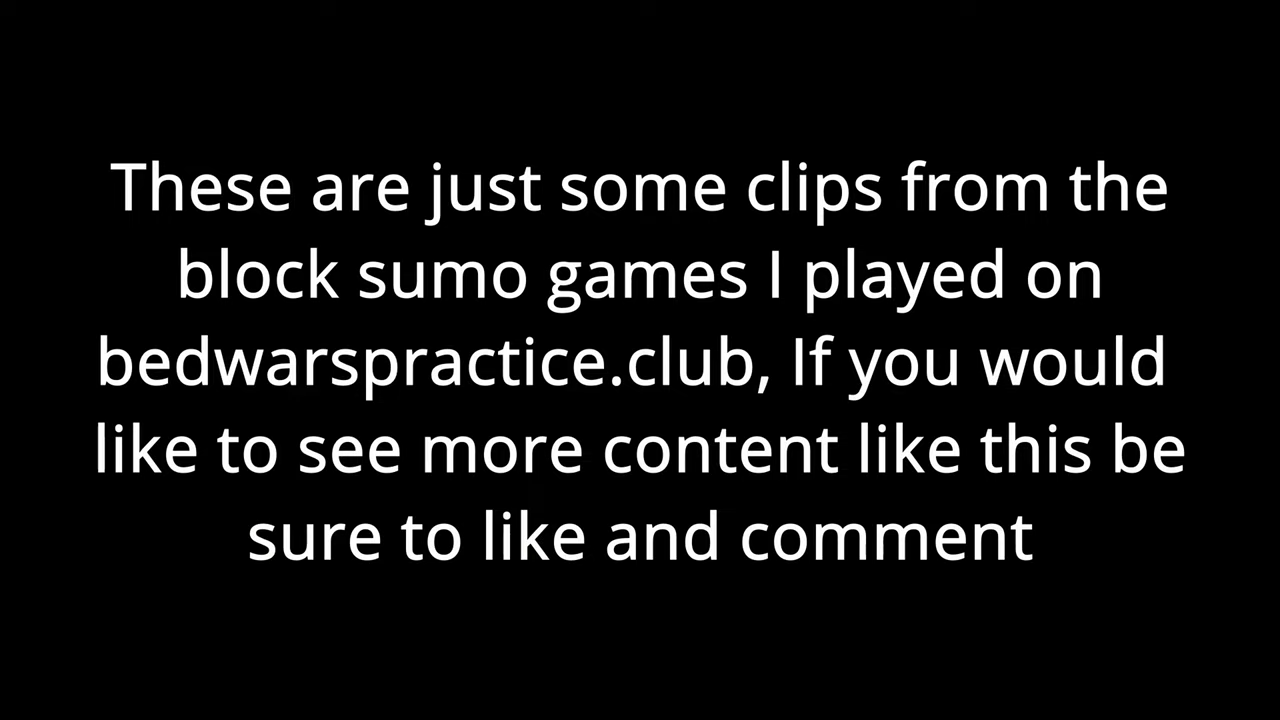 These are just some clips from the
block sumo games I played on
bedwarspractice.club, If you would
like to see more content like this be
sure to like and comment